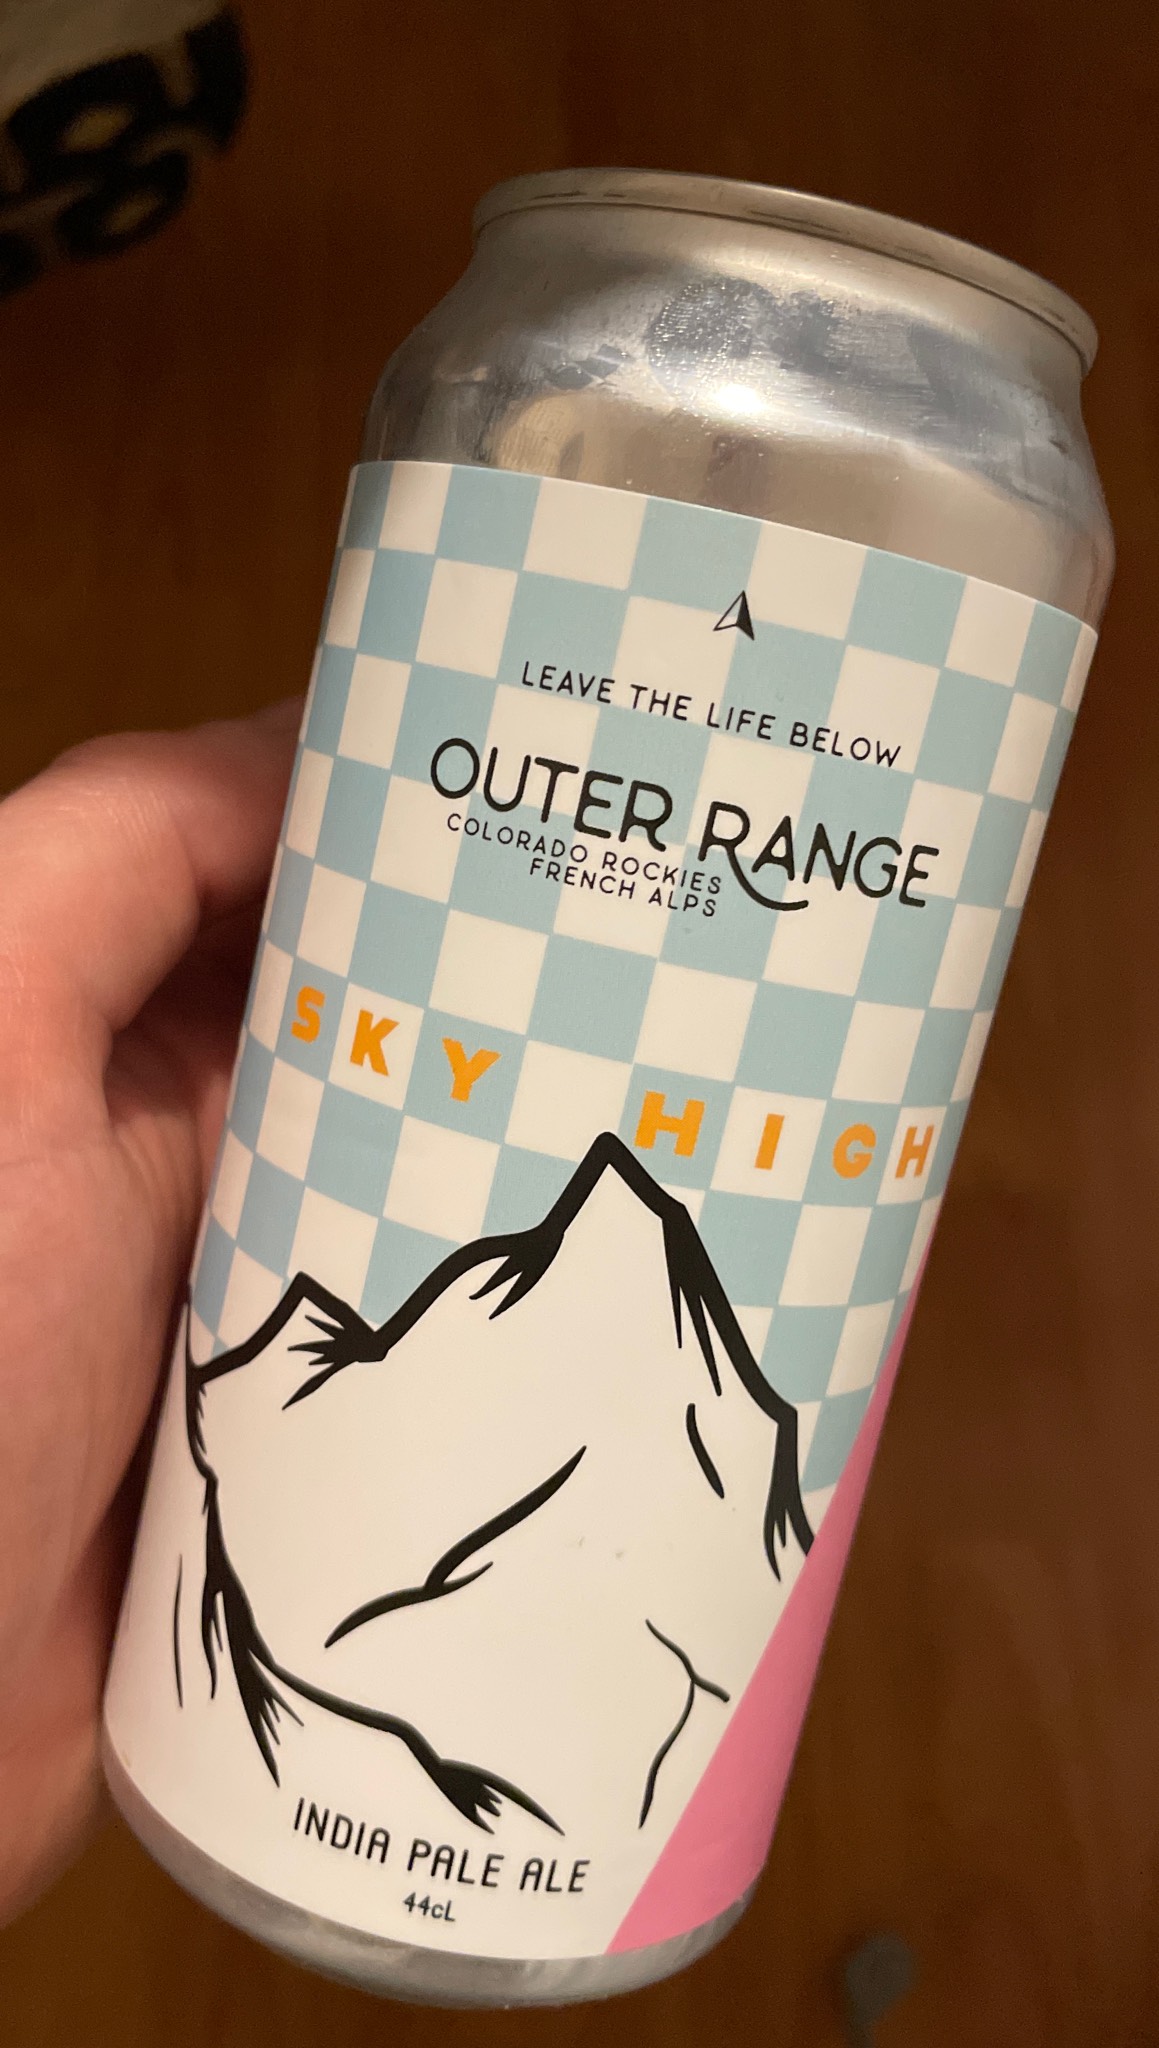 LEAVE THE LIFE BELOW
OUTER RANGE
COLORADO ROCKIES
FRENCH ALPS
SKY HIGH
INDIA PALE ALE
44cL